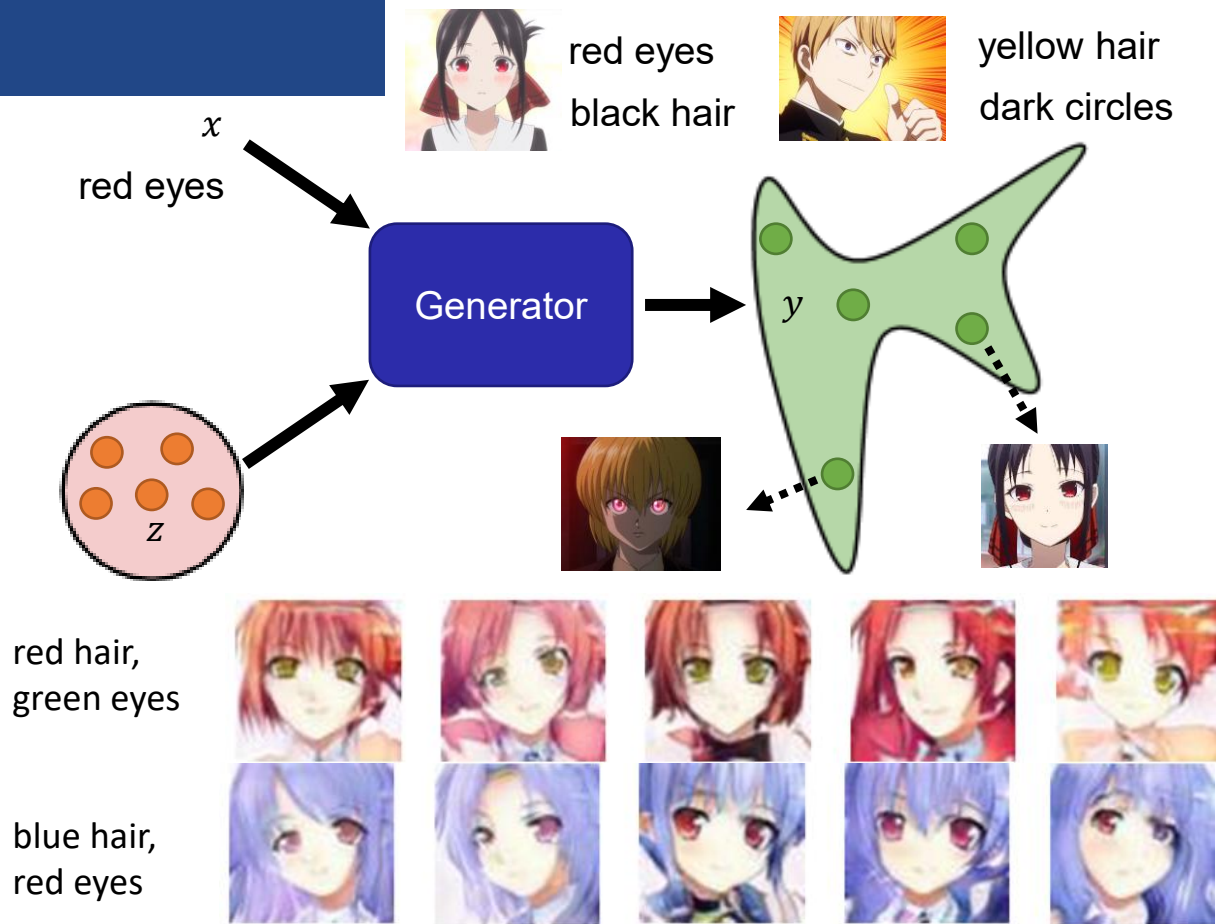 red eyes
black hair
yellow hair
dark circles
x
red eyes
Generator
y
z
red hair,
green eyes
blue hair,
red eyes